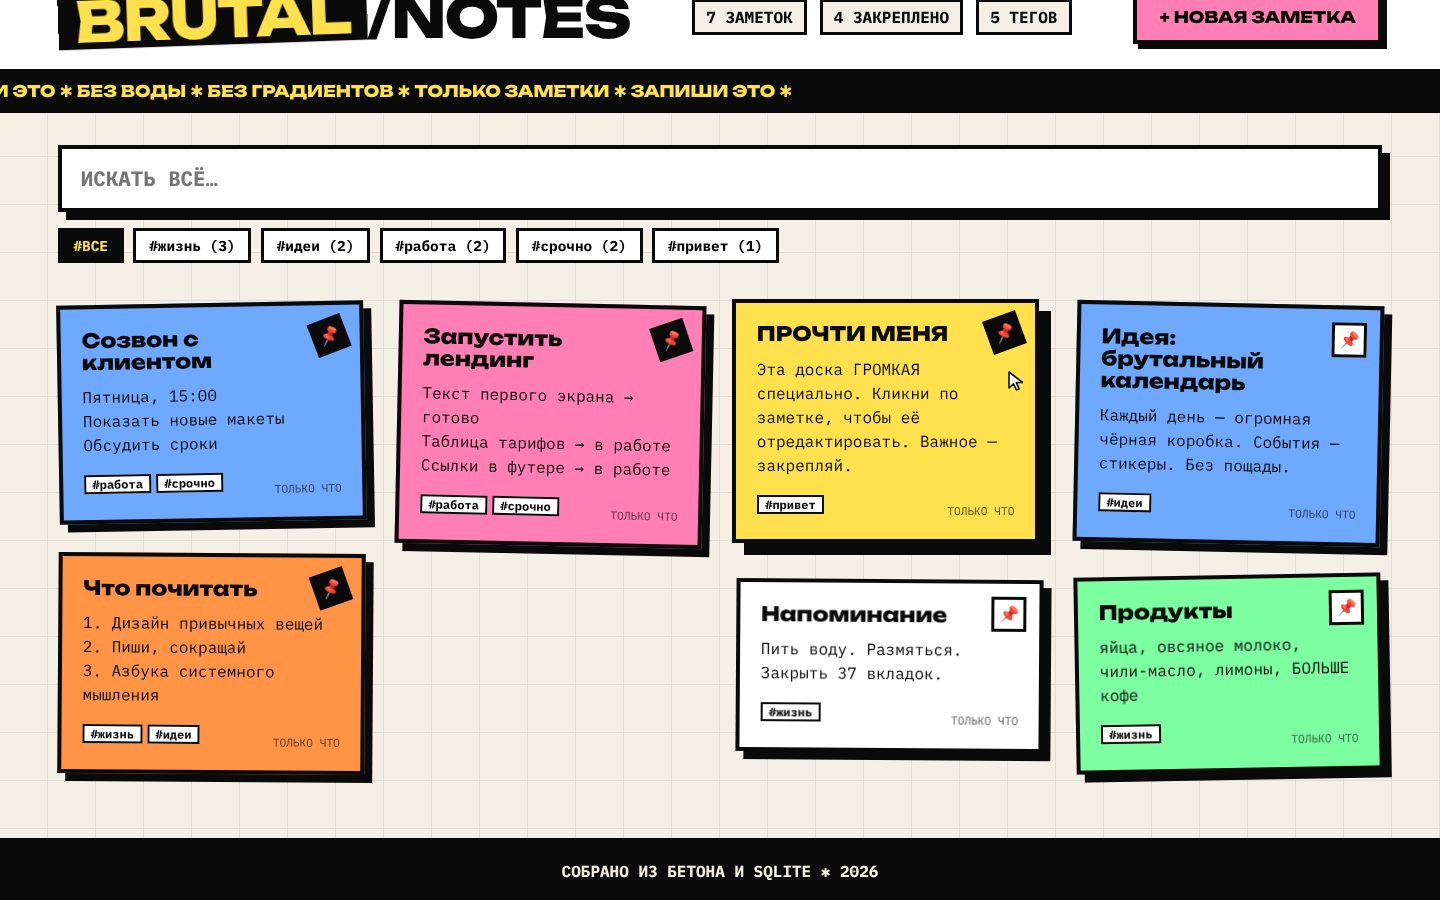 BRUTAL/NOTES
7 ЗАМЕТОК
4 ЗАКРЕПЛЕНО
5 ТЕГОВ
+ НОВАЯ ЗАМЕТКА
ЭТО ✱ БЕЗ ВОДЫ ✱ БЕЗ ГРАДИЕНТОВ ✱ ТОЛЬКО ЗАМЕТКИ ✱ ЗАПИШИ ЭТО ✱
ИСКАТЬ ВСЁ…
#ВСЕ
#жизнь (3)
#идеи (2)
#работа (2)
#срочно (2)
#привет (1)
Созвон с
клиентом
Пятница, 15:00
Показать новые макеты
Обсудить сроки
#работа #срочно
ТОЛЬКО ЧТО
Запустить
лендинг
Текст первого экрана →
готово
Таблица тарифов → в работе
Ссылки в футере → в работе
#работа #срочно
ТОЛЬКО ЧТО
ПРОЧТИ МЕНЯ
Эта доска ГРОМКАЯ
специально. Кликни по
заметке, чтобы её
отредактировать. Важное —
закрепляй.
#привет
ТОЛЬКО ЧТО
Идея:
брутальный
календарь
Каждый день — огромная
чёрная коробка. События —
стикеры. Без пощады.
#идеи
ТОЛЬКО ЧТО
Что почитать
1. Дизайн привычных вещей
2. Пиши, сокращай
3. Азбука системного
мышления
#жизнь #идеи
ТОЛЬКО ЧТО
Напоминание
Пить воду. Размяться.
Закрыть 37 вкладок.
#жизнь
ТОЛЬКО ЧТО
Продукты
яйца, овсяное молоко,
чили-масло, лимоны, БОЛЬШЕ
кофе
#жизнь
ТОЛЬКО ЧТО
СОБРАНО ИЗ БЕТОНА И SQLITE ✱ 2026